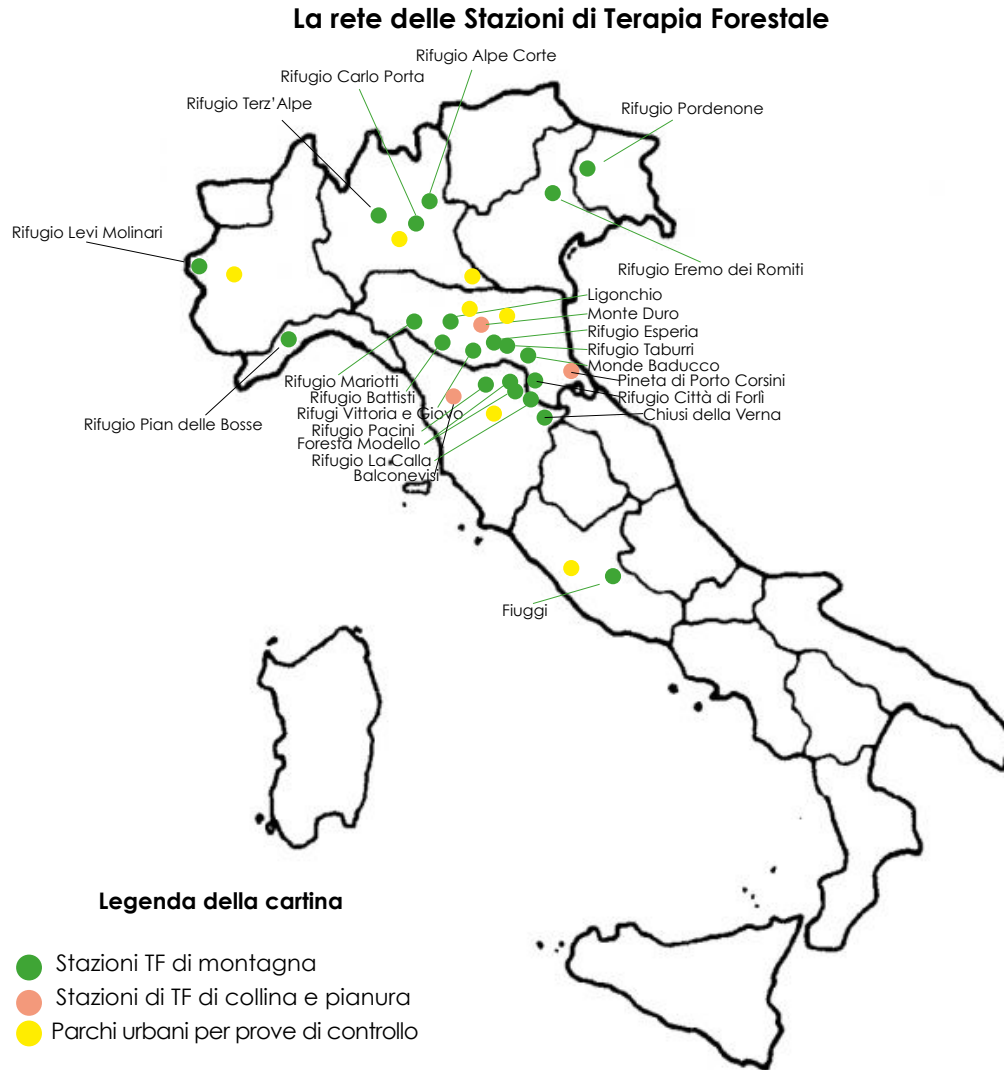 La rete delle Stazioni di Terapia Forestale
Rifugio Alpe Corte
Rifugio Carlo Porta
Rifugio Terz'Alpe
Rifugio Pordenone
Rifugio Levi Molinari
Rifugio Eremo dei Romiti
Ligonchio
Monte Duro
Rifugio Esperia
Rifugio Taburri
Monde Baducco
Pineta di Porto Corsini
Rifugio Città di Forlì
Chiusi della Verna
Rifugio Mariotti
Rifugio Battisti
Rifugi Vittoria e Giovo
Rifugio Pian delle Bosse
Rifugio Pacini
Foresta Modello
Rifugio La Calla
Balconevisi
Fiuggi
Legenda della cartina
Stazioni TF di montagna
Stazioni di TF di collina e pianura
Parchi urbani per prove di controllo